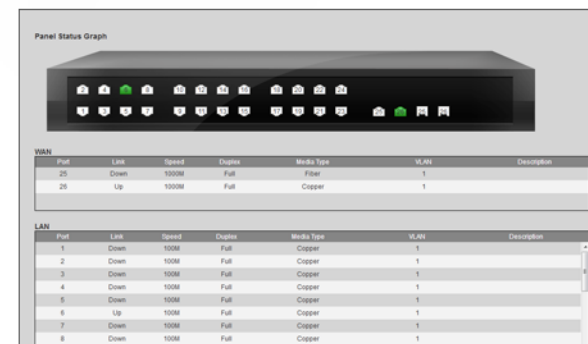 Panel Status Graph
2 4 6 8 10 12 14 16 18 20 22 24
1 3 5 7 9 11 13 15 17 19 21 23 25 26 25 26
WAN
Port Link Speed Duplex Media Type VLAN Description
25 Down 1000M Full Fiber 1
26 Up 1000M Full Copper 1
LAN
Port Link Speed Duplex Media Type VLAN Description
1 Down 100M Full Copper 1
2 Down 100M Full Copper 1
3 Down 100M Full Copper 1
4 Down 100M Full Copper 1
5 Down 100M Full Copper 1
6 Up 100M Full Copper 1
7 Down 100M Full Copper 1
8 Down 100M Full Copper 1